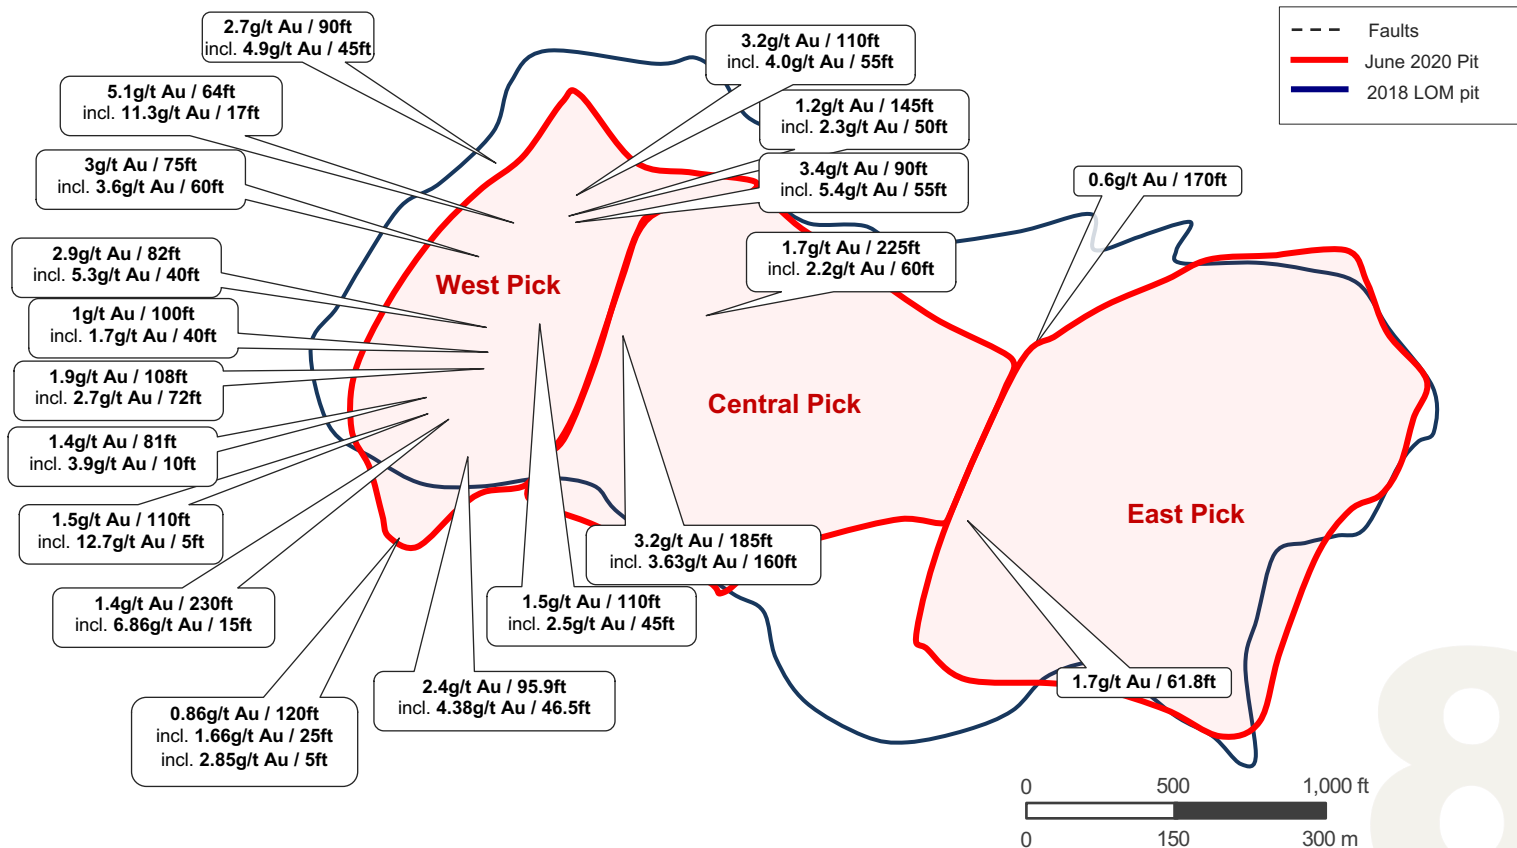 2.7g/t Au / 90ft
incl. 4.9g/t Au / 45ft
5.1g/t Au / 64ft
incl. 11.3g/t Au / 17ft
3g/t Au / 75ft
incl. 3.6g/t Au / 60ft
2.9g/t Au / 82ft
incl. 5.3g/t Au / 40ft
1g/t Au / 100ft
incl. 1.7g/t Au / 40ft
1.9g/t Au / 108ft
incl. 2.7g/t Au / 72ft
1.4g/t Au / 81ft
incl. 3.9g/t Au / 10ft
1.5g/t Au / 110ft
incl. 12.7g/t Au / 5ft
1.4g/t Au / 230ft
incl. 6.86g/t Au / 15ft
0.86g/t Au / 120ft
incl. 1.66g/t Au / 25ft
incl. 2.85g/t Au / 5ft
2.4g/t Au / 95.9ft
incl. 4.38g/t Au / 46.5ft
1.5g/t Au / 110ft
incl. 2.5g/t Au / 45ft
3.2g/t Au / 185ft
incl. 3.63g/t Au / 160ft
3.2g/t Au / 110ft
incl. 4.0g/t Au / 55ft
1.2g/t Au / 145ft
incl. 2.3g/t Au / 50ft
3.4g/t Au / 90ft
incl. 5.4g/t Au / 55ft
1.7g/t Au / 225ft
incl. 2.2g/t Au / 60ft
0.6g/t Au / 170ft
1.7g/t Au / 61.8ft
West Pick
Central Pick
East Pick
Faults
June 2020 Pit
2018 LOM pit
0 500 1,000 ft
0 150 300 m
8